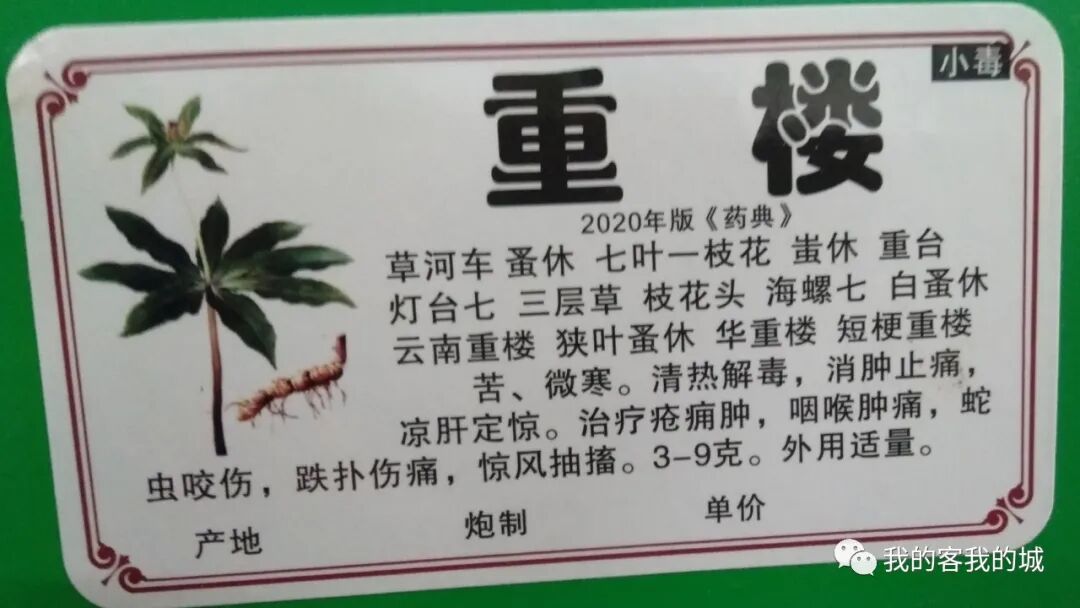 小毒
重楼
2020年版《药典》
草河车 蚤休 七叶一枝花 蚩休 重台
灯台七 三层草 枝花头 海螺七 白蚤休
云南重楼 狭叶蚤休 华重楼 短梗重楼
苦、微寒。清热解毒，消肿止痛，
凉肝定惊。治疗疮痈肿，咽喉肿痛，蛇
虫咬伤，跌扑伤痛，惊风抽搐。3-9克。外用适量。
产地 炮制 单价
我的客我的城